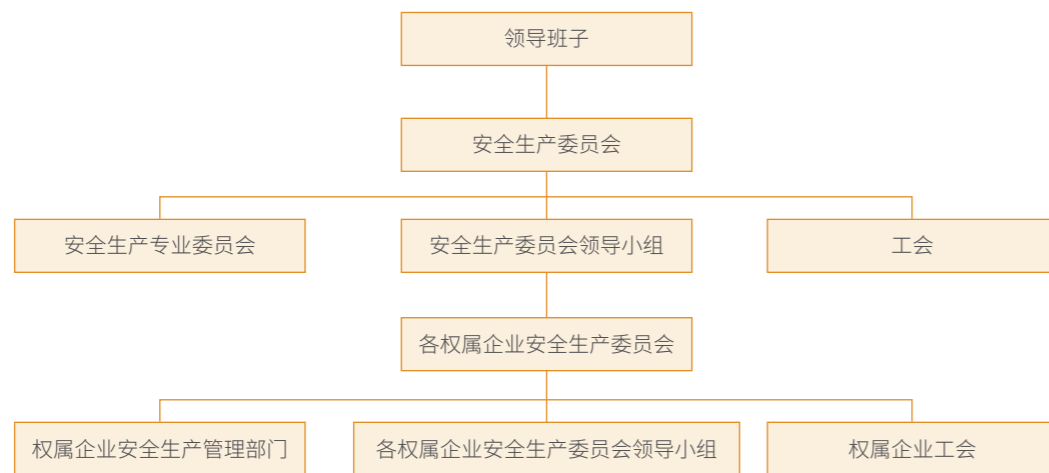 领导班子
安全生产委员会
安全生产专业委员会
安全生产委员会领导小组
工会
各权属企业安全生产委员会
权属企业安全生产管理部门
各权属企业安全生产委员会领导小组
权属企业工会